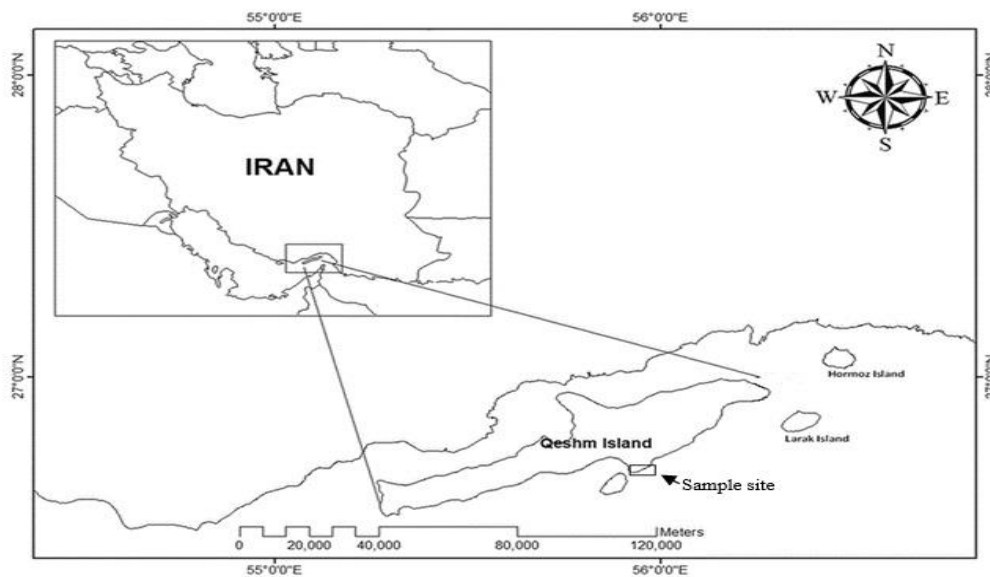 55°0'0"E
56°0'0"E
28°0'0"N
N
W
E
S
IRAN
27°0'0"N
Hormoz Island
Larak Island
Qeshm Island
Sample site
Meters
0
20,000
40,000
80,000
120,000
55°0'0"E
56°0'0"E